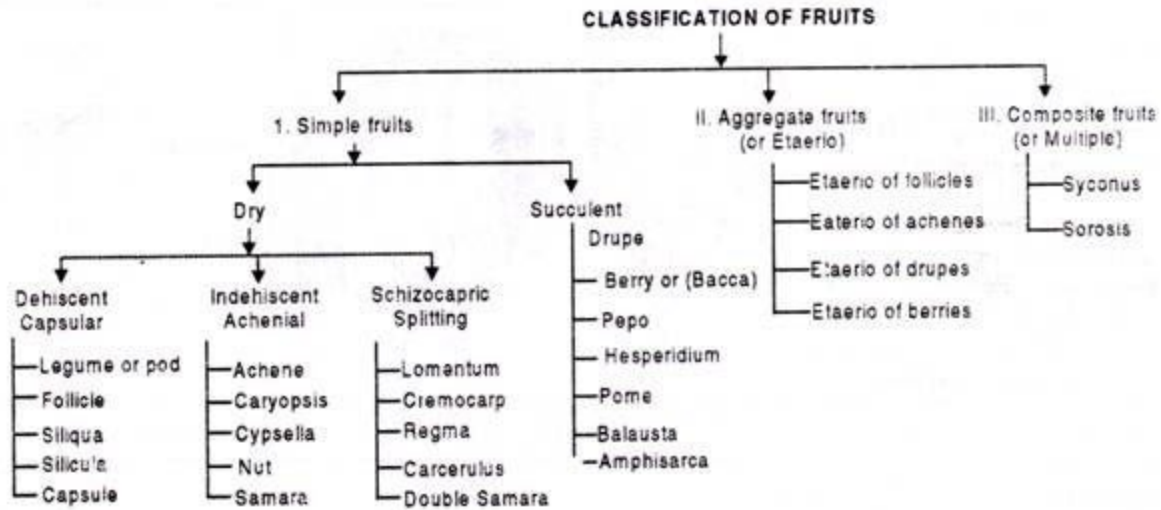 CLASSIFICATION OF FRUITS
1. Simple fruits
II. Aggregate fruits
(or Etaerio)
III. Composite fruits
(or Multiple)
Etaerio of follicles
Eaterio of achenes
Etaerio of drupes
Etaerio of berries
Syconus
Sorosis
Dry
Succulent
Drupe
Berry or (Bacca)
Pepo
Hesperidium
Pome
Balausta
Amphisarca
Dehiscent
Capsular
Legume or pod
Follicle
Siliqua
Silicula
Capsule
Indehiscent
Achenial
Achene
Caryopsis
Cypsella
Nut
Samara
Schizocapric
Splitting
Lomentum
Cremocarp
Regma
Carcerulus
Double Samara